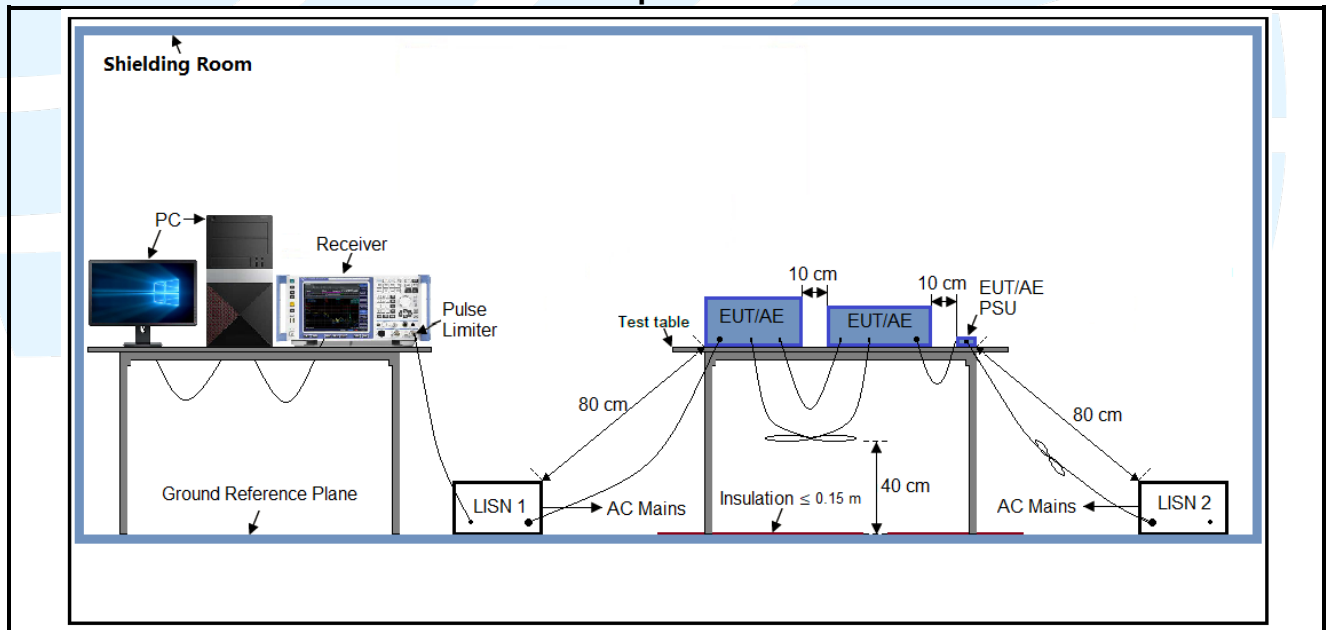 Shielding Room
PC
Receiver
Pulse
Limiter
10 cm
10 cm
EUT/AE
PSU
Test table
EUT/AE
EUT/AE
80 cm
80 cm
40 cm
Ground Reference Plane
LISN 1
AC Mains
Insulation ≤ 0.15 m
AC Mains
LISN 2